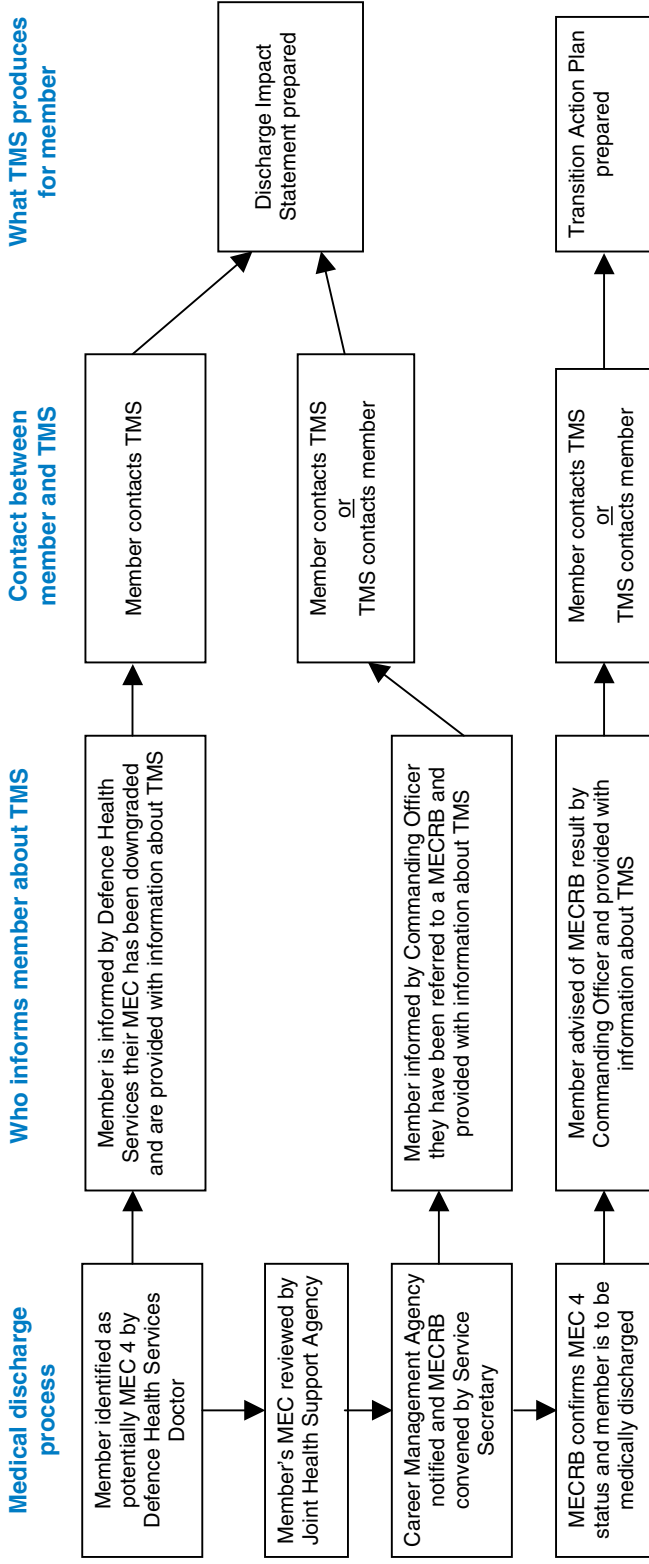 Medical discharge
process
Who informs member about TMS
Contact between
member and TMS
What TMS produces
for member
Member identified as
potentially MEC 4 by
Defence Health Services
Doctor
Member is informed by Defence Health
Services their MEC has been downgraded
and are provided with information about TMS
Member contacts TMS
Discharge Impact
Statement prepared
Member's MEC reviewed by
Joint Health Support Agency
Member contacts TMS
or
TMS contacts member
Career Management Agency
notified and MECRB
convened by Service
Secretary
Member informed by Commanding Officer
they have been referred to a MECRB and
provided with information about TMS
MECRB confirms MEC 4
status and member is to be
medically discharged
Member advised of MECRB result by
Commanding Officer and provided with
information about TMS
Member contacts TMS
or
TMS contacts member
Transition Action Plan
prepared